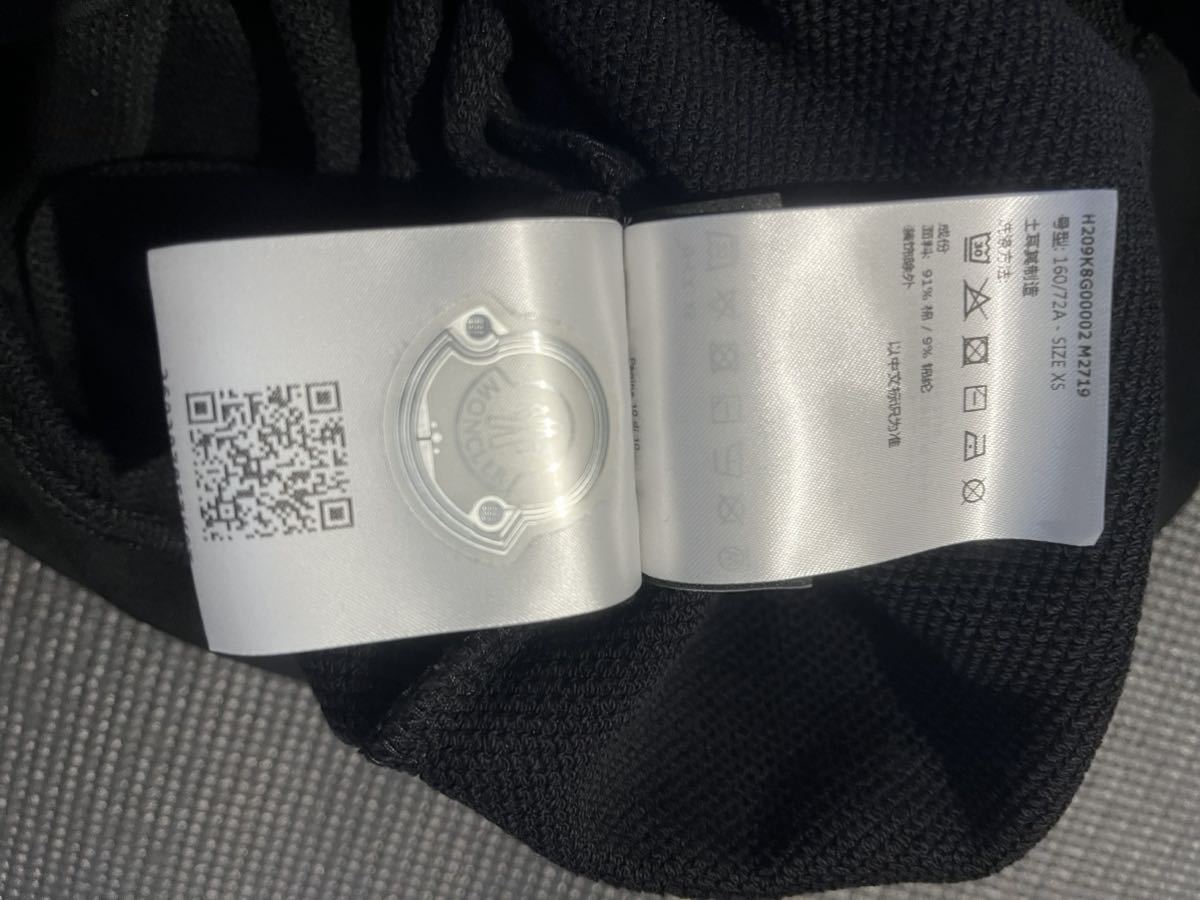 H209K8G00002 M2719
号型: 160/72A - SIZE XS
土耳其制造
洗涤方法
30
成份
面料: 91% 棉 / 9% 锦纶
装饰除外
以中文标识为准
MONCLER